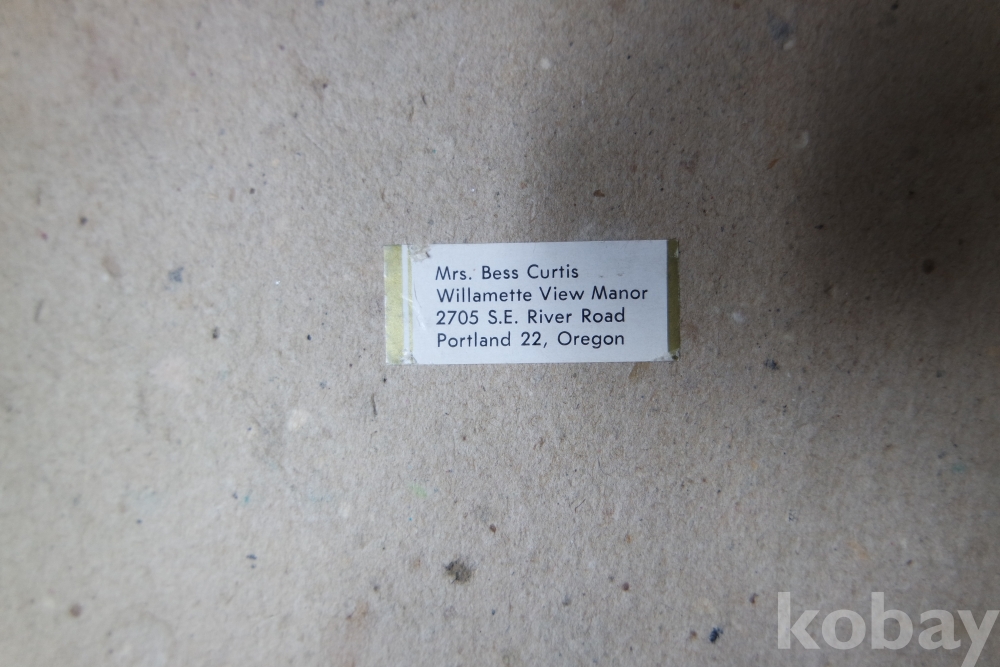 Mrs. Bess Curtis
Willamette View Manor
2705 S.E. River Road
Portland 22, Oregon
kobay